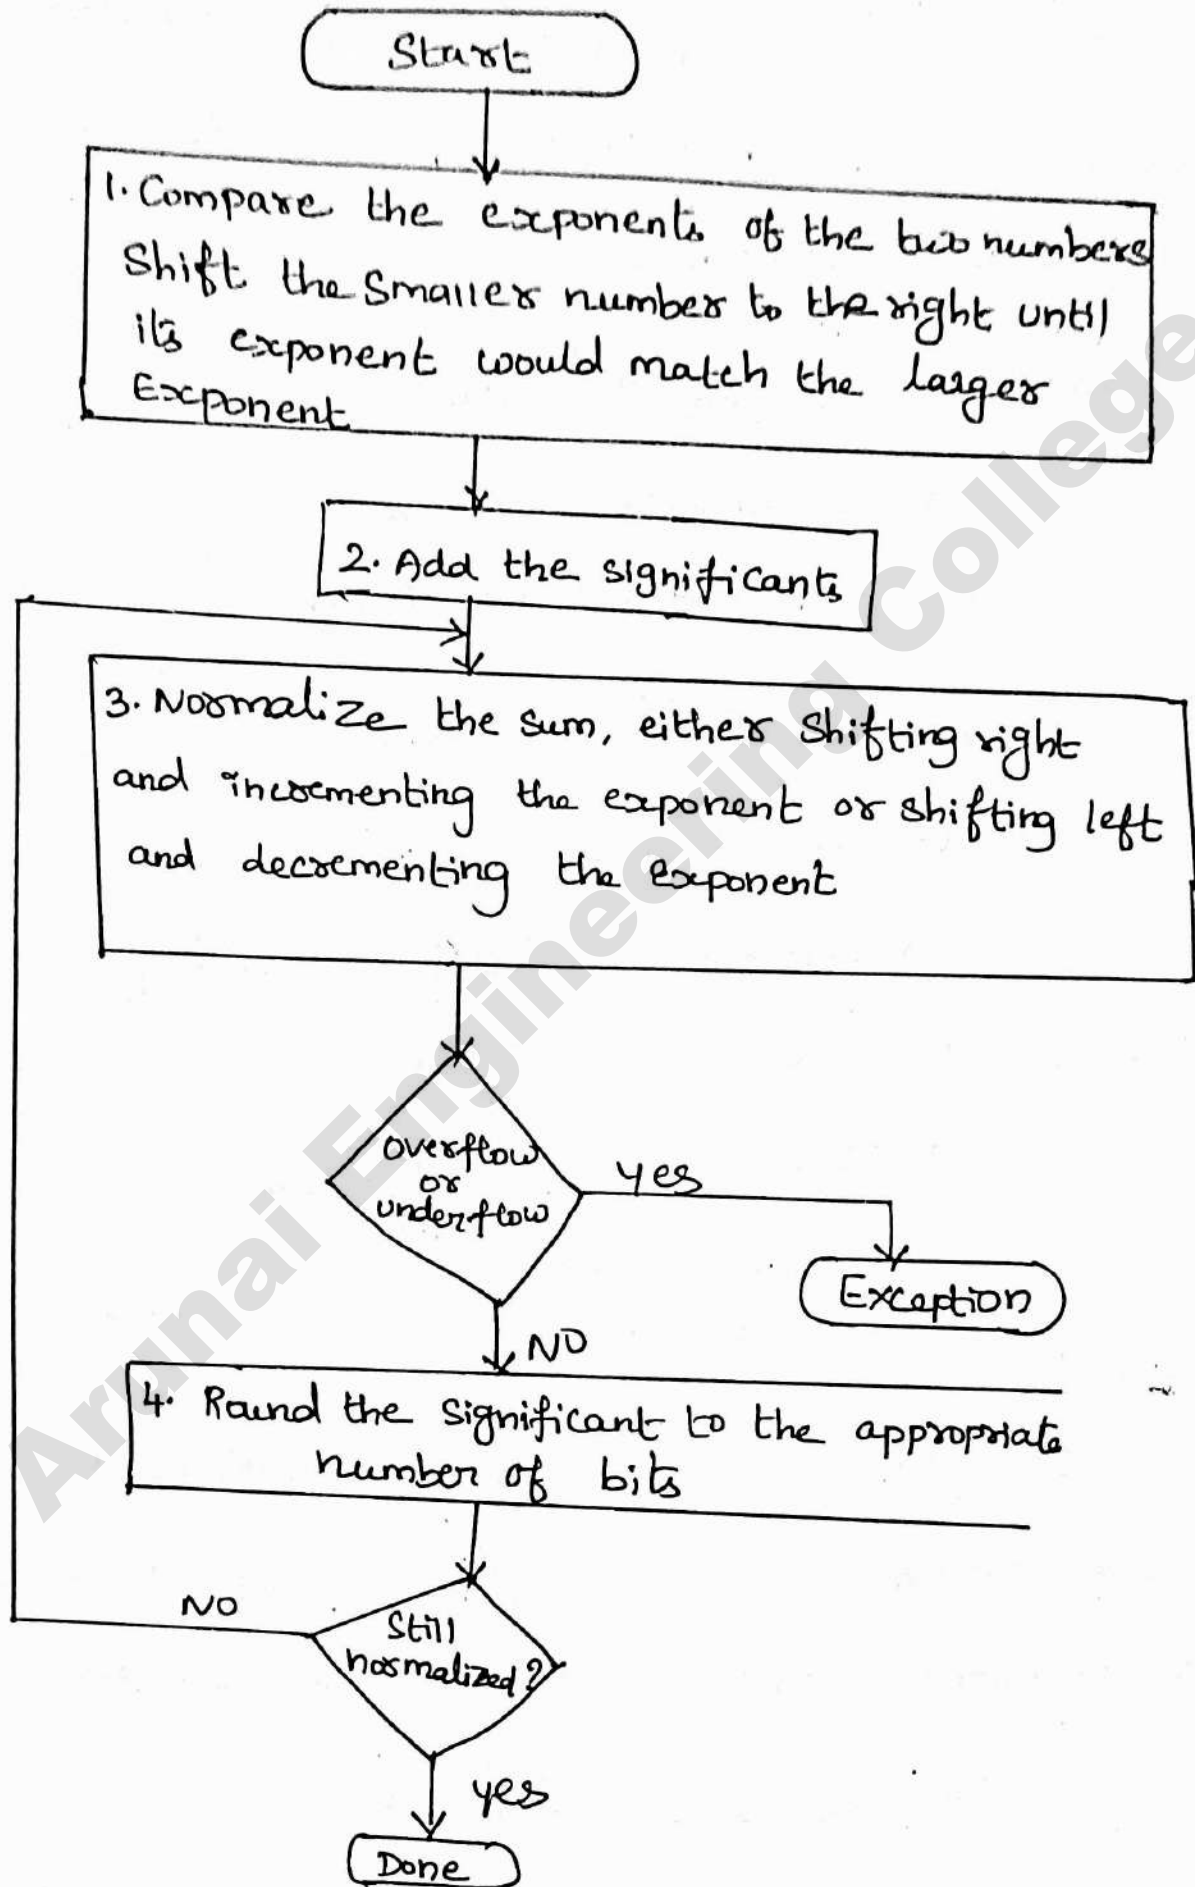 Start
1. Compare the exponents of the two numbers
Shift the smaller number to the right until
its exponent would match the larger
Exponent
2. Add the significants
3. Normalize the sum, either shifting right
and incrementing the exponent or shifting left
and decrementing the exponent
overflow
or
underflow
yes
Exception
NO
4. Round the significant to the appropriate
number of bits
NO
Still
normalized?
yes
Done
Arunai Engineering College